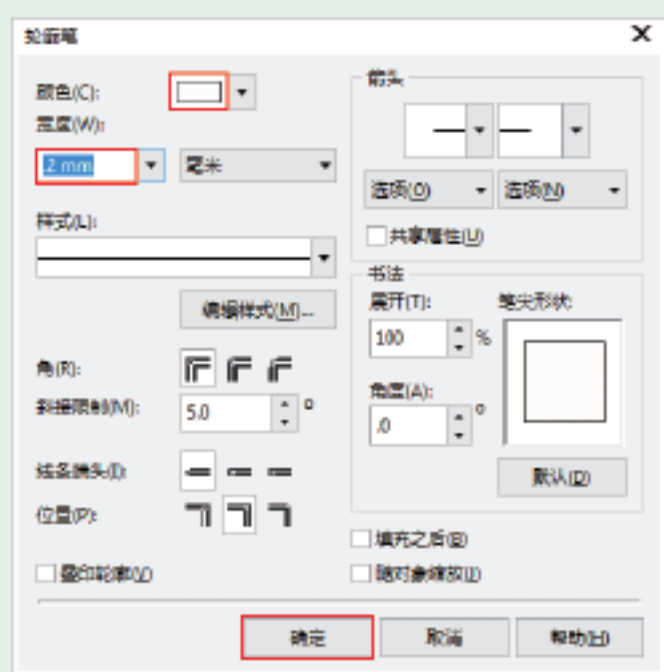 轮廓笔
颜色(C):
宽度(W):
2 mm
毫米
样式(L):
编辑样式(M)...
角(R):
斜接限制(M):
5.0
°
线条端头(I):
位置(P):
叠印轮廓(V)
箭头
选项(O)
选项(N)
共享属性(U)
书法
展开(T):
笔尖形状:
100
%
角度(A):
.0
°
默认(D)
填充之后(B)
随对象缩放(J)
确定
取消
帮助(H)